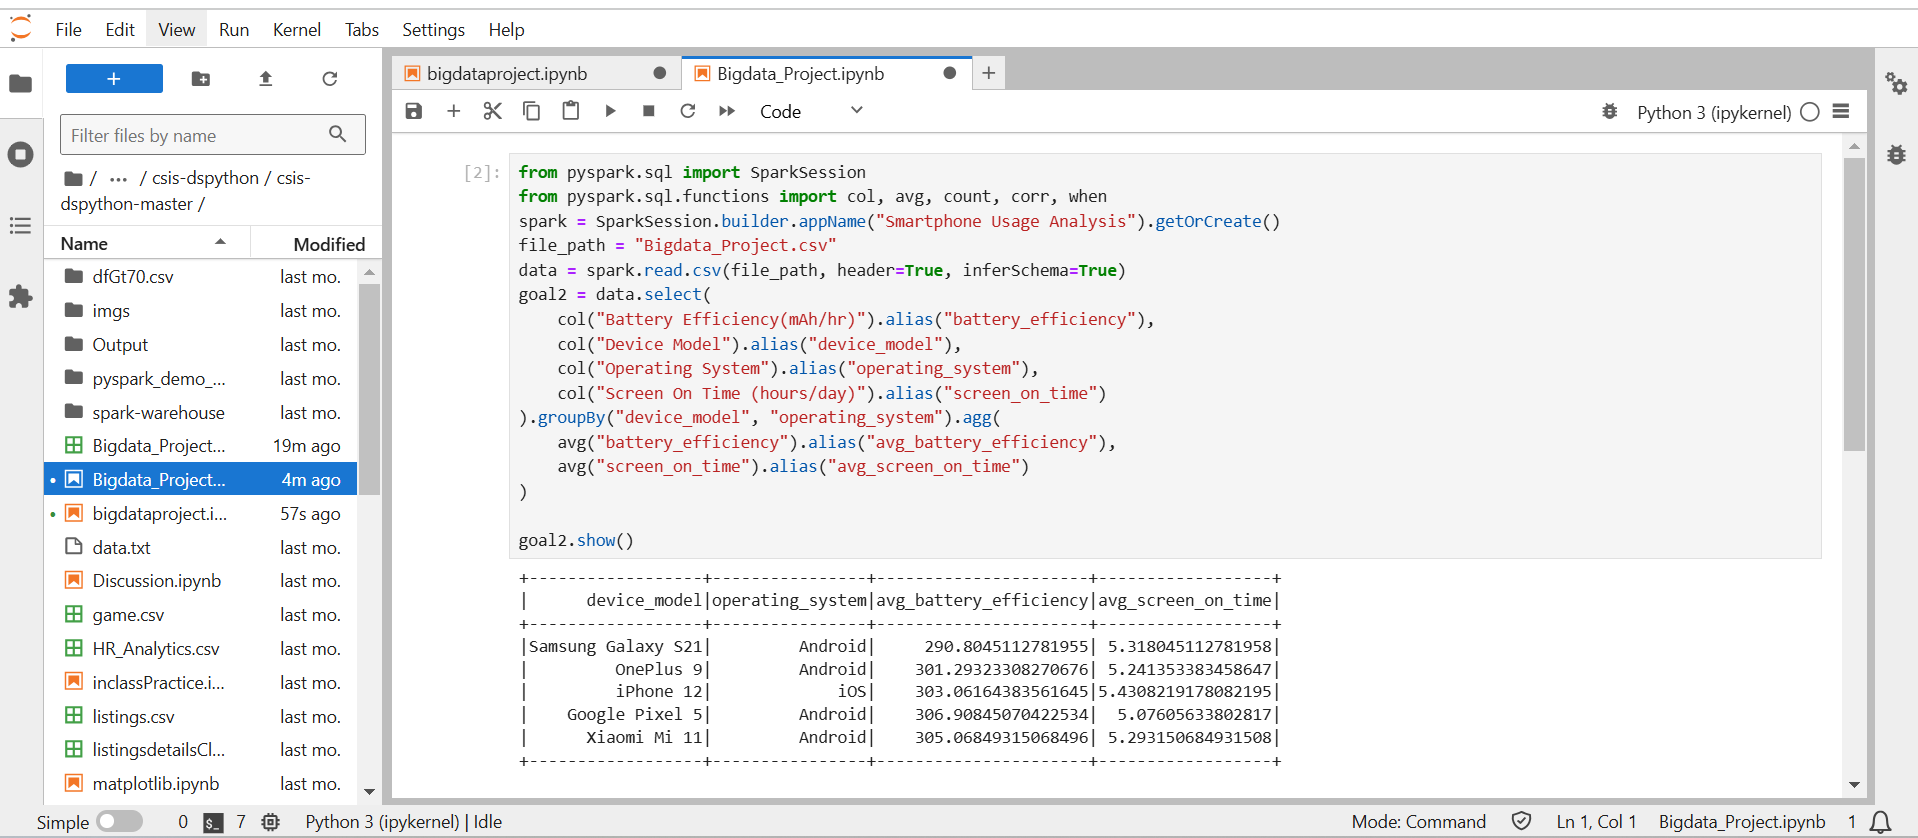 File Edit View Run Kernel Tabs Settings Help
+
Filter files by name
/ ··· / csis-dspython / csis-
dspython-master /
Name Modified
dfGt70.csv last mo.
imgs last mo.
Output last mo.
pyspark_demo_... last mo.
spark-warehouse last mo.
Bigdata_Project... 19m ago
Bigdata_Project... 4m ago
bigdataproject.i... 57s ago
data.txt last mo.
Discussion.ipynb last mo.
game.csv last mo.
HR_Analytics.csv last mo.
inclassPractice.i... last mo.
listings.csv last mo.
listingsdetailsCl... last mo.
matplotlib.ipynb last mo.
bigdataproject.ipynb Bigdata_Project.ipynb +
Code Python 3 (ipykernel)
[2]:
from pyspark.sql import SparkSession
from pyspark.sql.functions import col, avg, count, corr, when
spark = SparkSession.builder.appName("Smartphone Usage Analysis").getOrCreate()
file_path = "Bigdata_Project.csv"
data = spark.read.csv(file_path, header=True, inferSchema=True)
goal2 = data.select(
    col("Battery Efficiency(mAh/hr)").alias("battery_efficiency"),
    col("Device Model").alias("device_model"),
    col("Operating System").alias("operating_system"),
    col("Screen On Time (hours/day)").alias("screen_on_time")
).groupBy("device_model", "operating_system").agg(
    avg("battery_efficiency").alias("avg_battery_efficiency"),
    avg("screen_on_time").alias("avg_screen_on_time")
)
goal2.show()
+------------------+----------------+----------------------+------------------+
|      device_model|operating_system|avg_battery_efficiency|avg_screen_on_time|
+------------------+----------------+----------------------+------------------+
|Samsung Galaxy S21|         Android|     290.8045112781955| 5.318045112781958|
|         OnePlus 9|         Android|    301.29323308270676| 5.241353383458647|
|         iPhone 12|             iOS|    303.06164383561645|5.4308219178082195|
|    Google Pixel 5|         Android|    306.90845070422534|  5.07605633802817|
|      Xiaomi Mi 11|         Android|    305.06849315068496| 5.293150684931508|
+------------------+----------------+----------------------+------------------+
Simple 0 $_ 7 Python 3 (ipykernel) | Idle Mode: Command Ln 1, Col 1 Bigdata_Project.ipynb 1